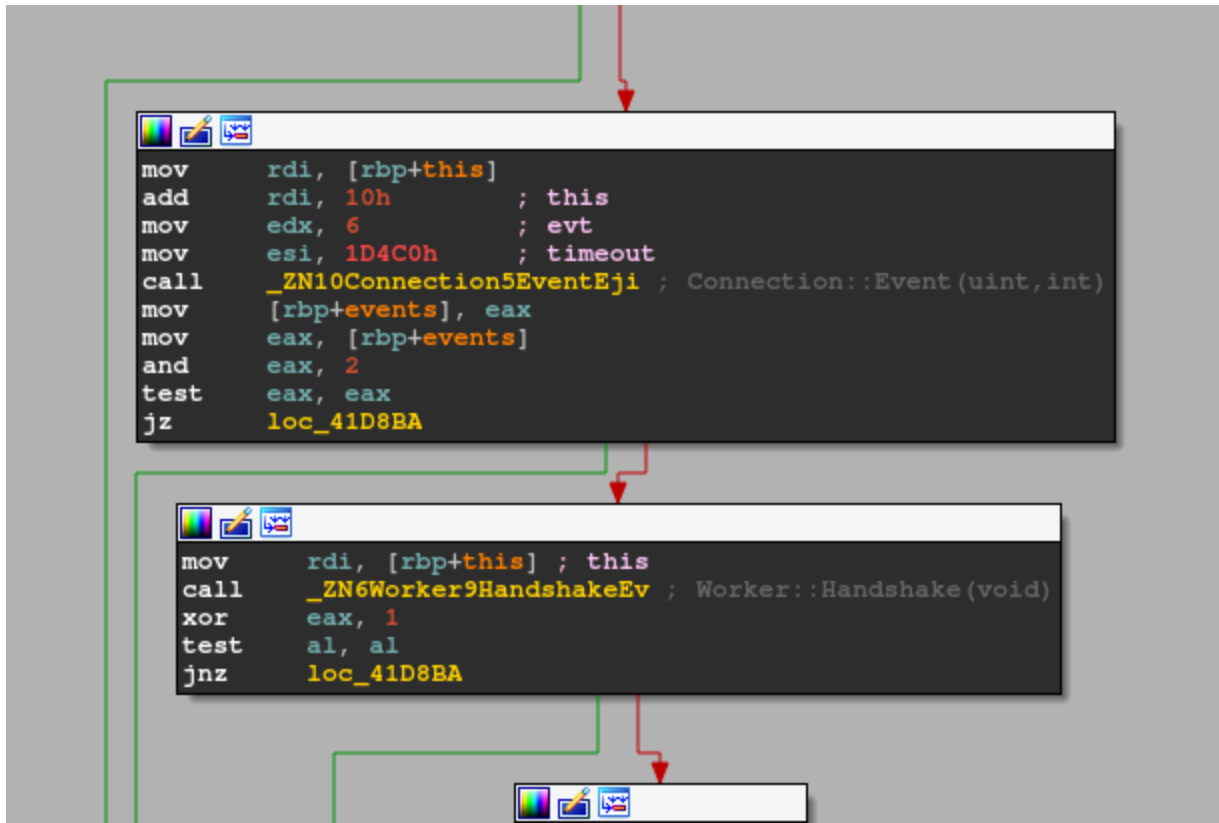 mov rdi, [rbp+this]
add rdi, 10h ; this
mov edx, 6 ; evt
mov esi, 1D4C0h ; timeout
call _ZN10Connection5EventEji ; Connection::Event(uint,int)
mov [rbp+events], eax
mov eax, [rbp+events]
and eax, 2
test eax, eax
jz loc_41D8BA
mov rdi, [rbp+this] ; this
call _ZN6Worker9HandshakeEv ; Worker::Handshake(void)
xor eax, 1
test al, al
jnz loc_41D8BA